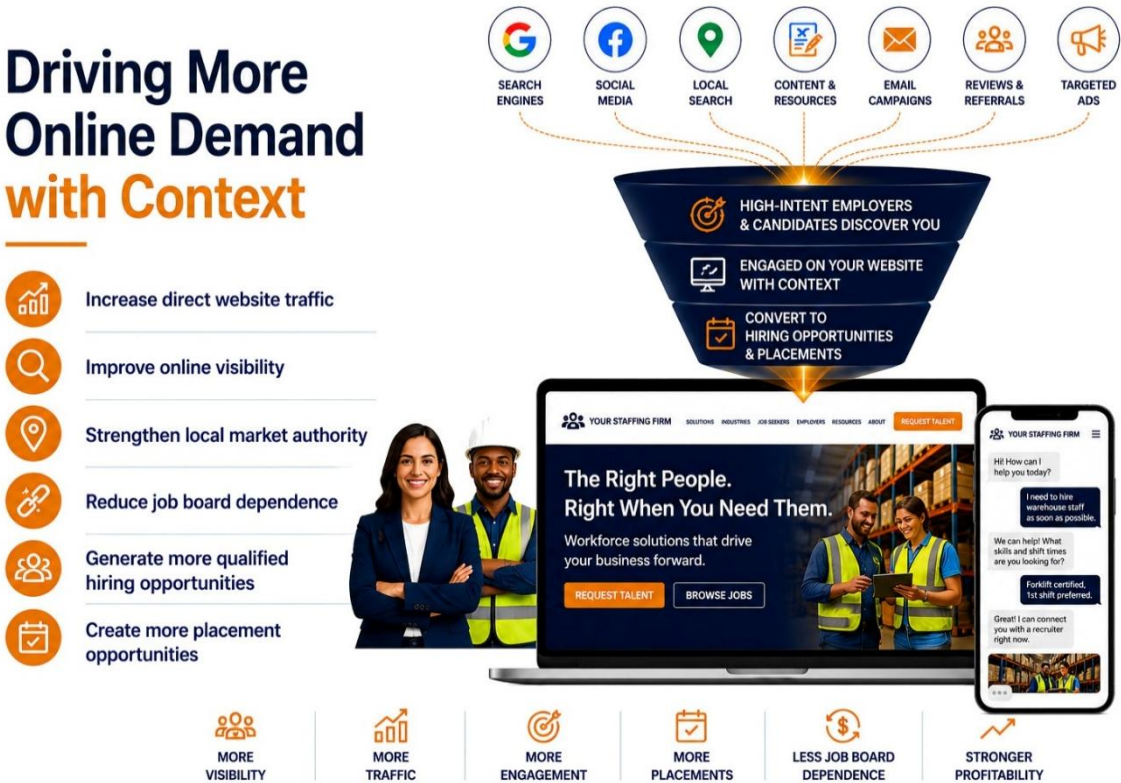 Driving More
Online Demand
with Context
Increase direct website traffic
Improve online visibility
Strengthen local market authority
Reduce job board dependence
Generate more qualified
hiring opportunities
Create more placement
opportunities
SEARCH
ENGINES
SOCIAL
MEDIA
LOCAL
SEARCH
CONTENT &
RESOURCES
EMAIL
CAMPAIGNS
REVIEWS &
REFERRALS
TARGETED
ADS
HIGH-INTENT EMPLOYERS
& CANDIDATES DISCOVER YOU
ENGAGED ON YOUR WEBSITE
WITH CONTEXT
CONVERT TO
HIRING OPPORTUNITIES
& PLACEMENTS
YOUR STAFFING FIRM
SOLUTIONS INDUSTRIES JOB SEEKERS EMPLOYERS RESOURCES ABOUT
REQUEST TALENT
The Right People.
Right When You Need Them.
Workforce solutions that drive
your business forward.
REQUEST TALENT
BROWSE JOBS
YOUR STAFFING FIRM
Hi! How can I
help you today?
I need to hire
warehouse staff
as soon as possible.
We can help! What
skills and shift times
are you looking for?
Forklift certified,
1st shift preferred.
Great! I can connect
you with a recruiter
right now.
MORE
VISIBILITY
MORE
TRAFFIC
MORE
ENGAGEMENT
MORE
PLACEMENTS
LESS JOB BOARD
DEPENDENCE
STRONGER
PROFITABILITY